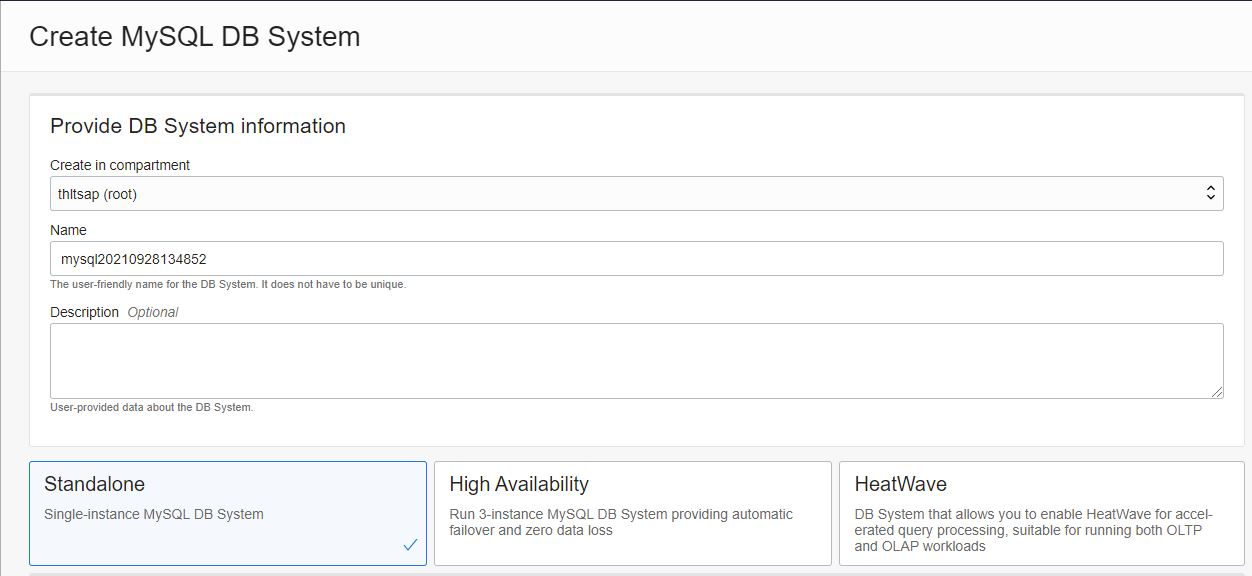 Create MySQL DB System
Provide DB System information
Create in compartment
thltsap (root)
Name
mysql20210928134852
The user-friendly name for the DB System. It does not have to be unique.
Description Optional
User-provided data about the DB System.
Standalone
Single-instance MySQL DB System
High Availability
Run 3-instance MySQL DB System providing automatic
failover and zero data loss
HeatWave
DB System that allows you to enable HeatWave for accel-
erated query processing, suitable for running both OLTP
and OLAP workloads